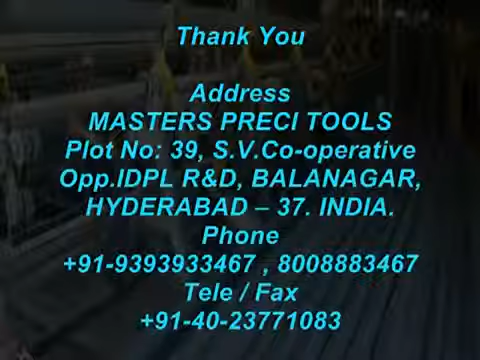 Thank You
Address
MASTERS PRECI TOOLS
Plot No: 39, S.V.Co-operative
Opp.IDPL R&D, BALANAGAR,
HYDERABAD – 37. INDIA.
Phone
+91-9393933467 , 8008883467
Tele / Fax
+91-40-23771083